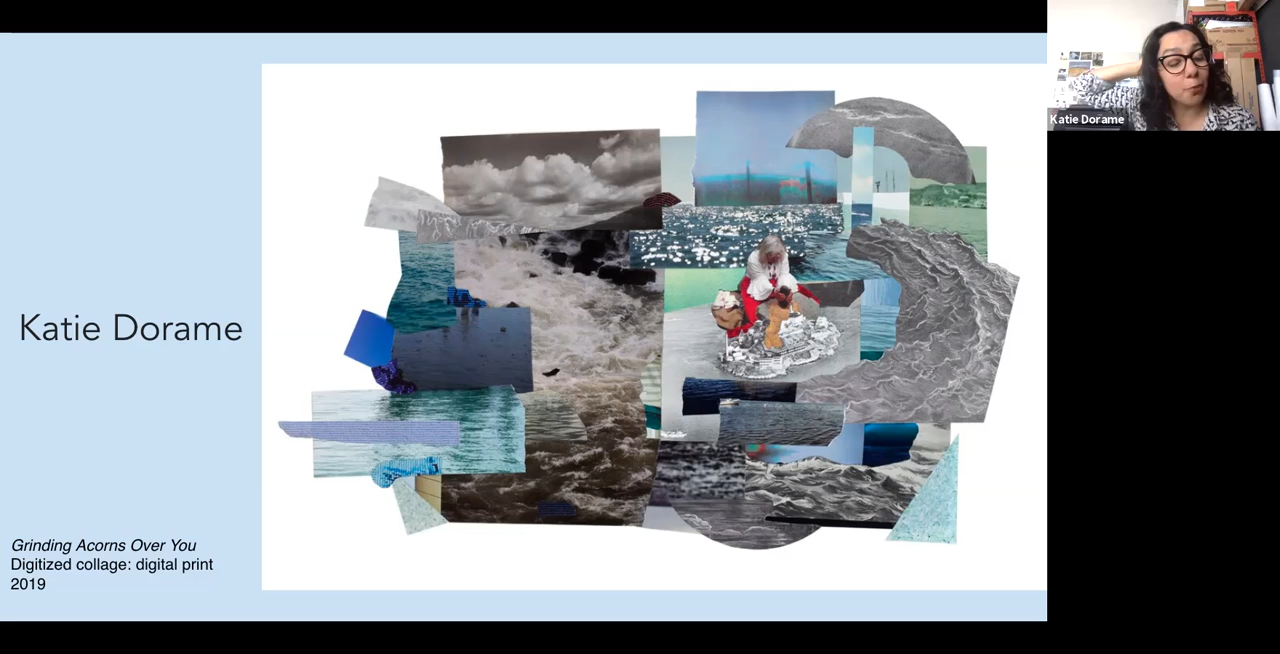 Katie Dorame
Katie Dorame
Grinding Acorns Over You
Digitized collage: digital print
2019